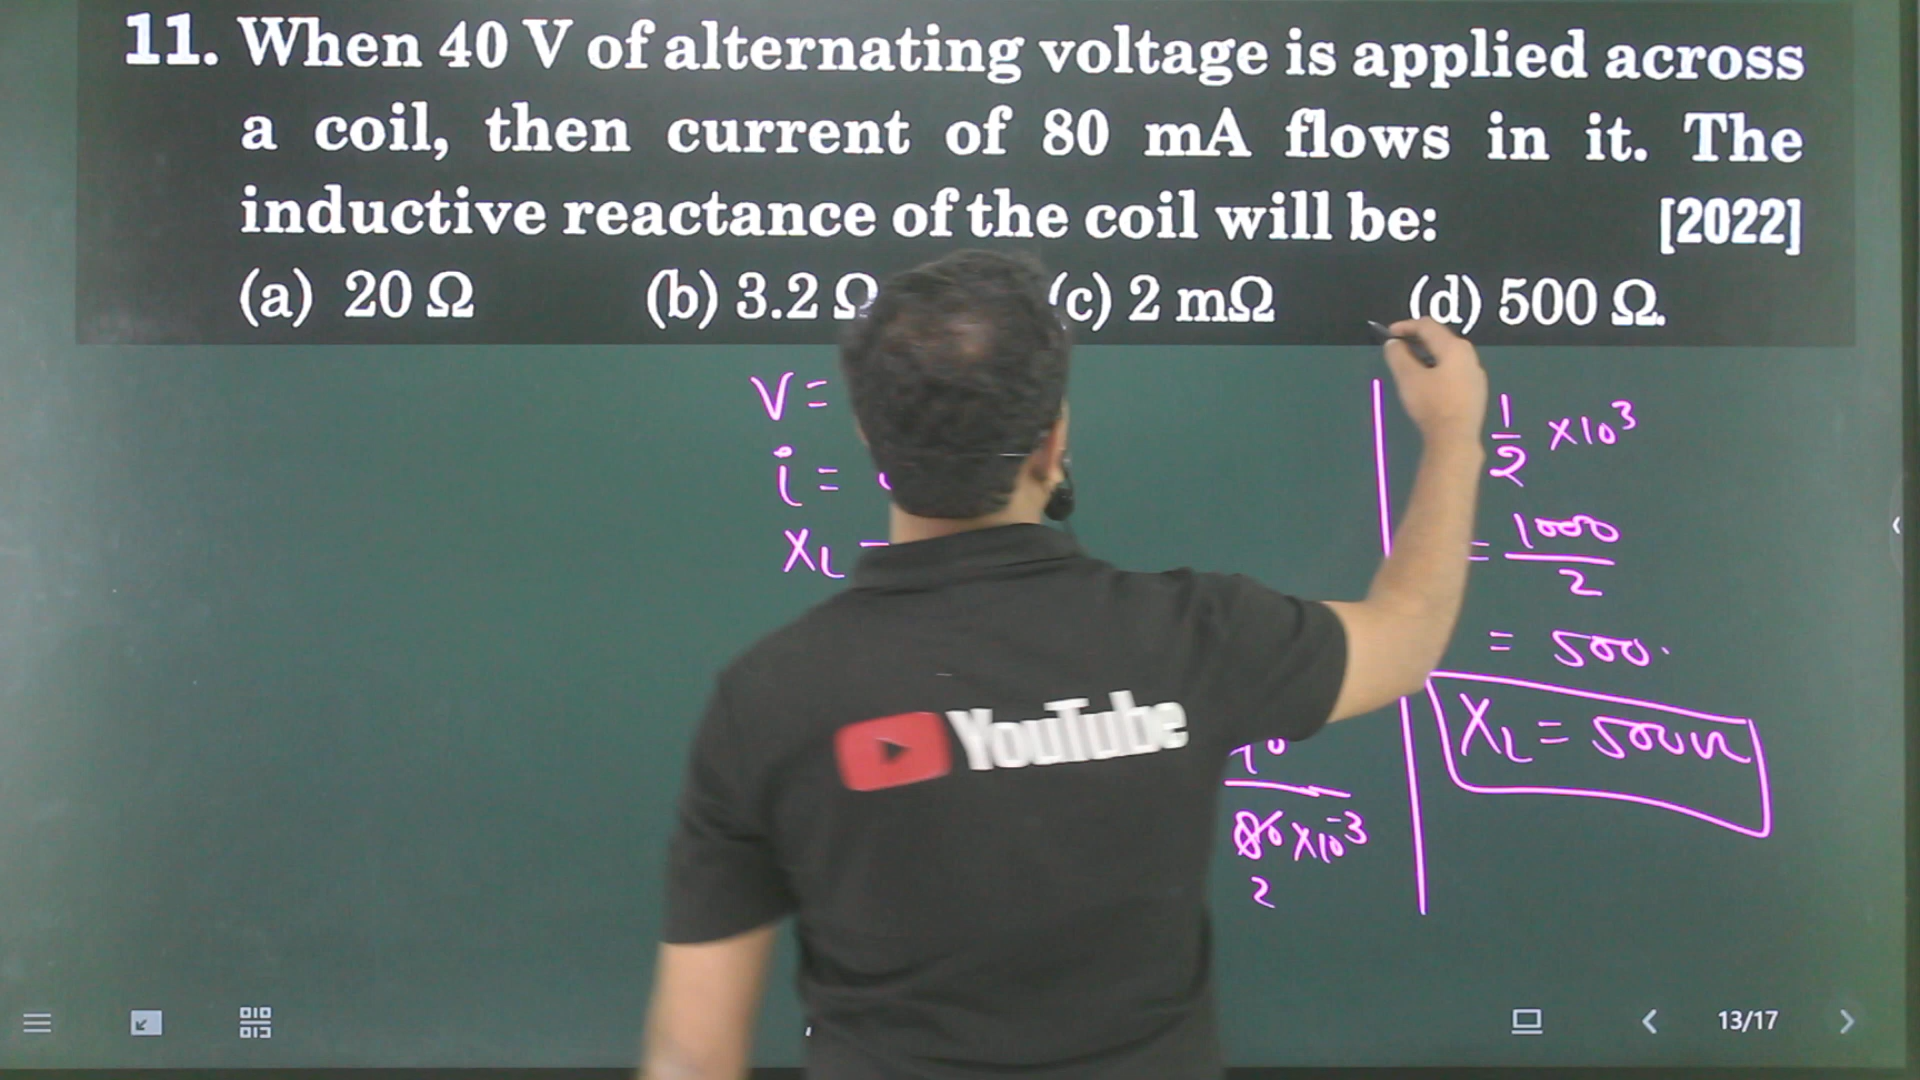 11. When 40 V of alternating voltage is applied across
a coil, then current of 80 mA flows in it. The
inductive reactance of the coil will be: [2022]
(a) 20 Ω (b) 3.2 Ω (c) 2 mΩ (d) 500 Ω.
V =
i =
XL =
1/2 ×10³
= 1000/2
= 500.
XL = 500Ω
80 ×10⁻³
2
YouTube
13/17